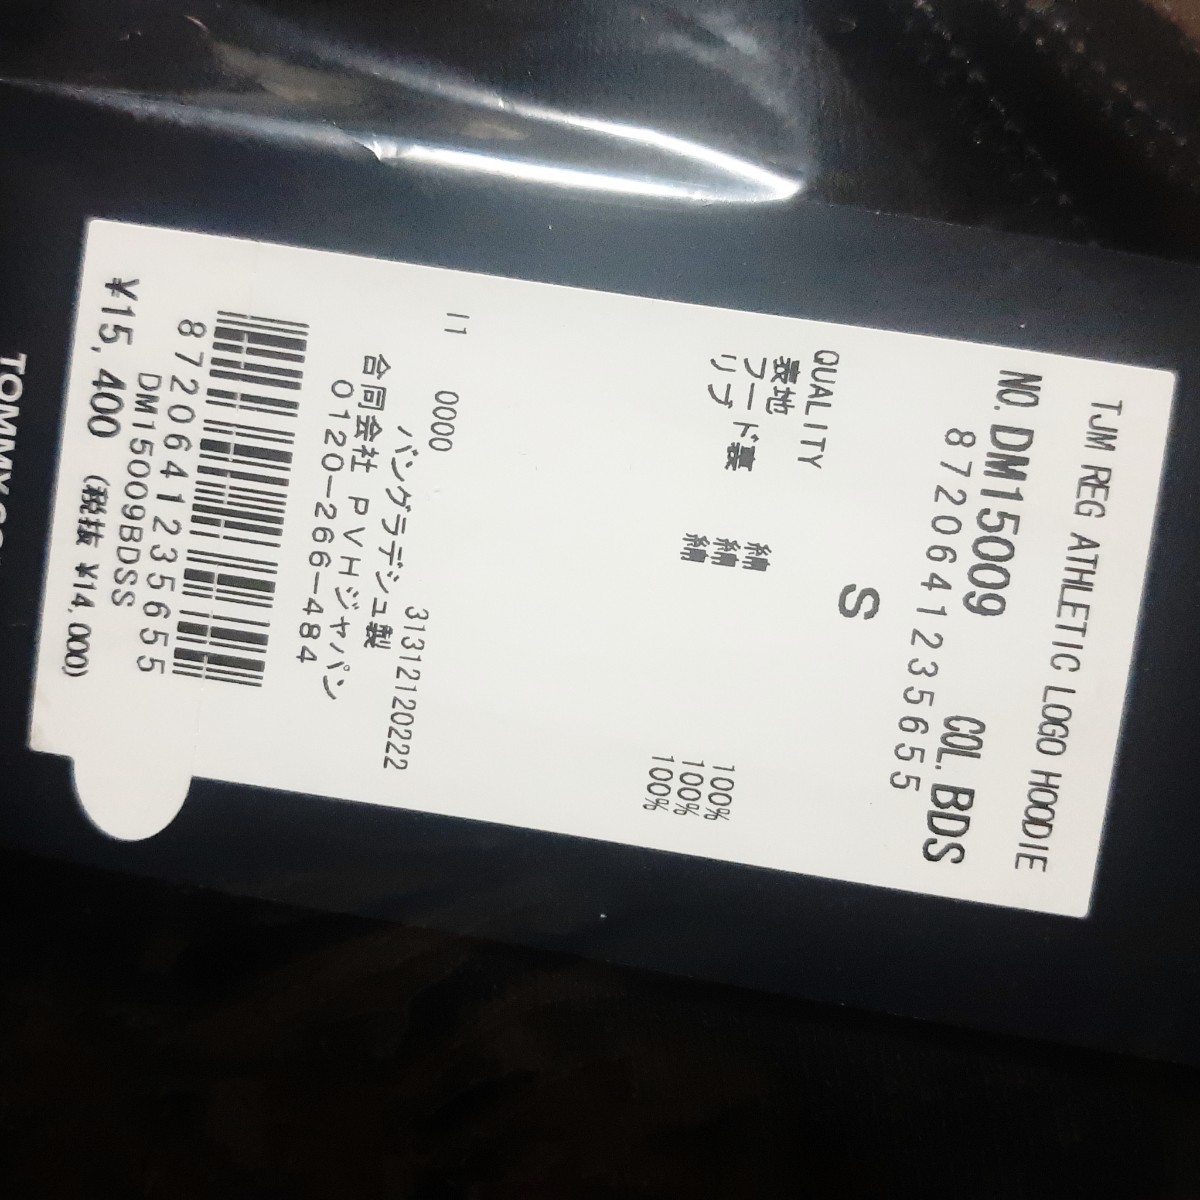 TJM REG ATHLETIC LOGO HOODIE
NO. DM15009 COL. BDS
8720641235655
S
QUALITY
表地 綿 100%
フード裏 綿 100%
リブ 綿 100%
11 0000 3131212022​2
バングラデシュ製
合同会社 PVHジャパン
0120-266-484
8720641235655
DM15009BDSS
¥15,400 (税抜 ¥14,000)
TOMMY